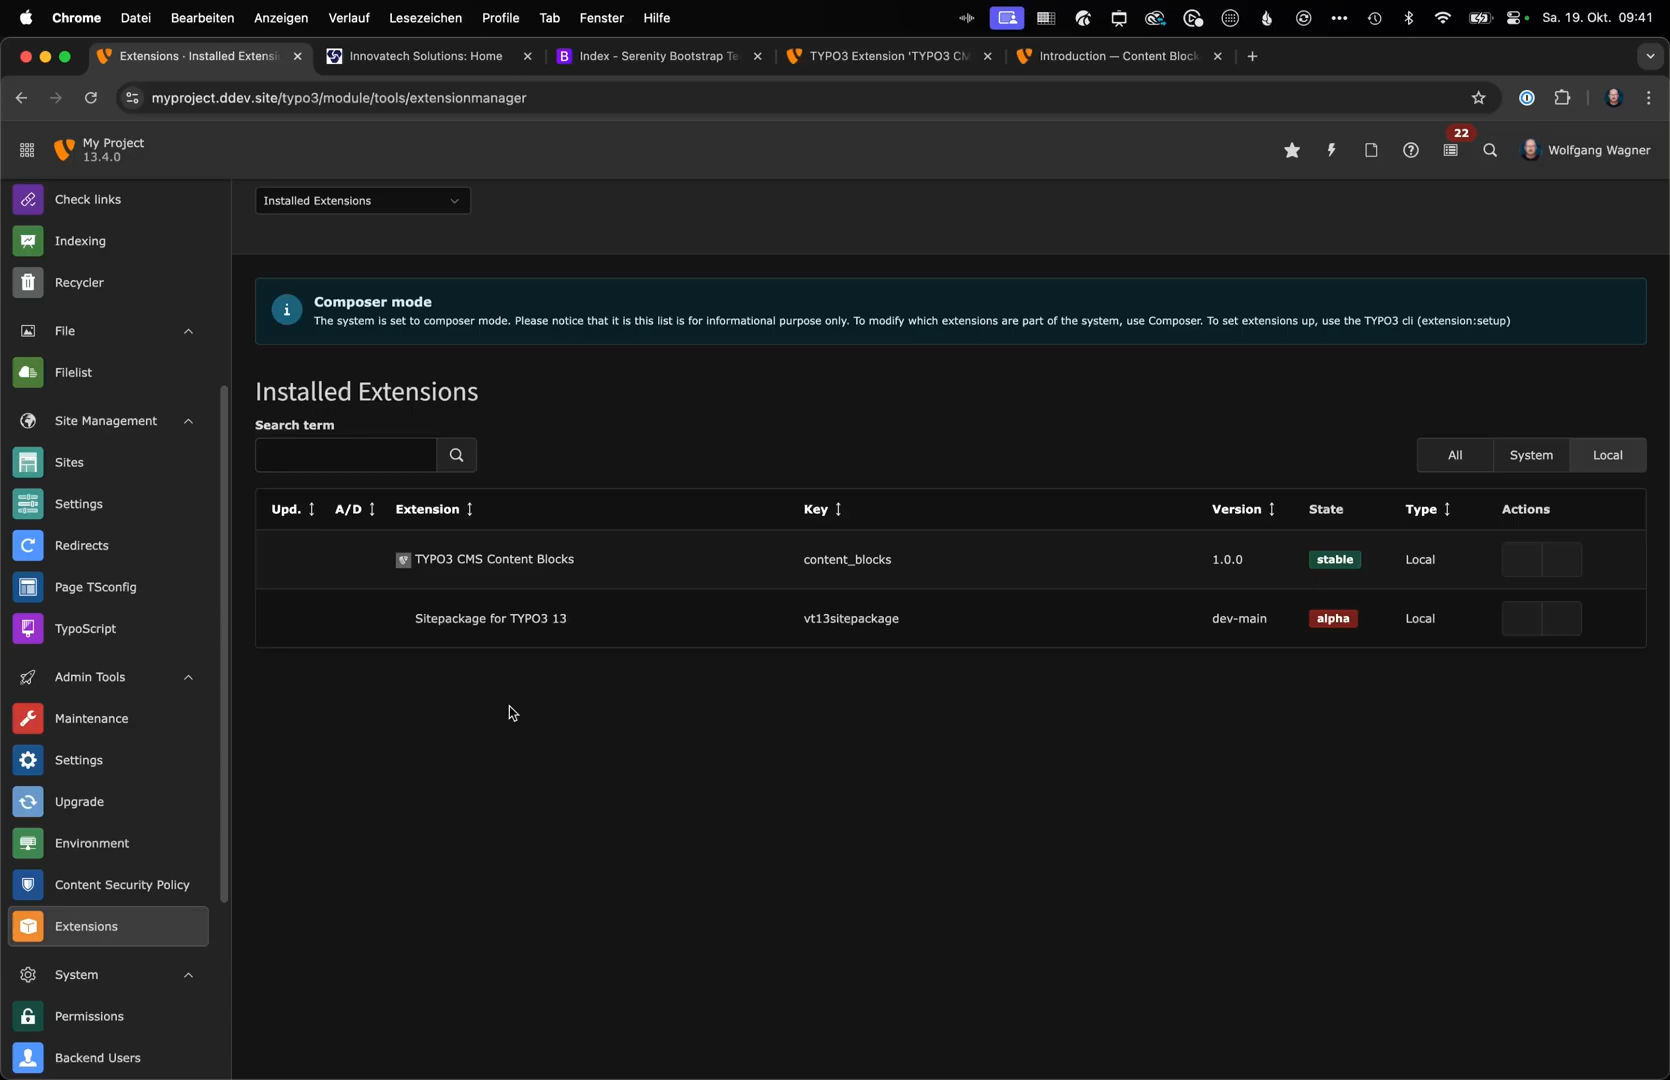 Chrome Datei Bearbeiten Anzeigen Verlauf Lesezeichen Profile Tab Fenster Hilfe Sa. 19. Okt. 09:41
Extensions · Installed Extensi
Innovatech Solutions: Home
Index - Serenity Bootstrap Te
TYPO3 Extension 'TYPO3 CM
Introduction — Content Block
myproject.ddev.site/typo3/module/tools/extensionmanager
My Project
13.4.0
22
Wolfgang Wagner
Check links
Indexing
Recycler
File
Filelist
Site Management
Sites
Settings
Redirects
Page TSconfig
TypoScript
Admin Tools
Maintenance
Settings
Upgrade
Environment
Content Security Policy
Extensions
System
Permissions
Backend Users
Installed Extensions
Composer mode
The system is set to composer mode. Please notice that it is this list is for informational purpose only. To modify which extensions are part of the system, use Composer. To set extensions up, use the TYPO3 cli (extension:setup)
Installed Extensions
Search term
All System Local
Upd. A/D Extension Key Version State Type Actions
TYPO3 CMS Content Blocks content_blocks 1.0.0 stable Local
Sitepackage for TYPO3 13 vt13sitepackage dev-main alpha Local